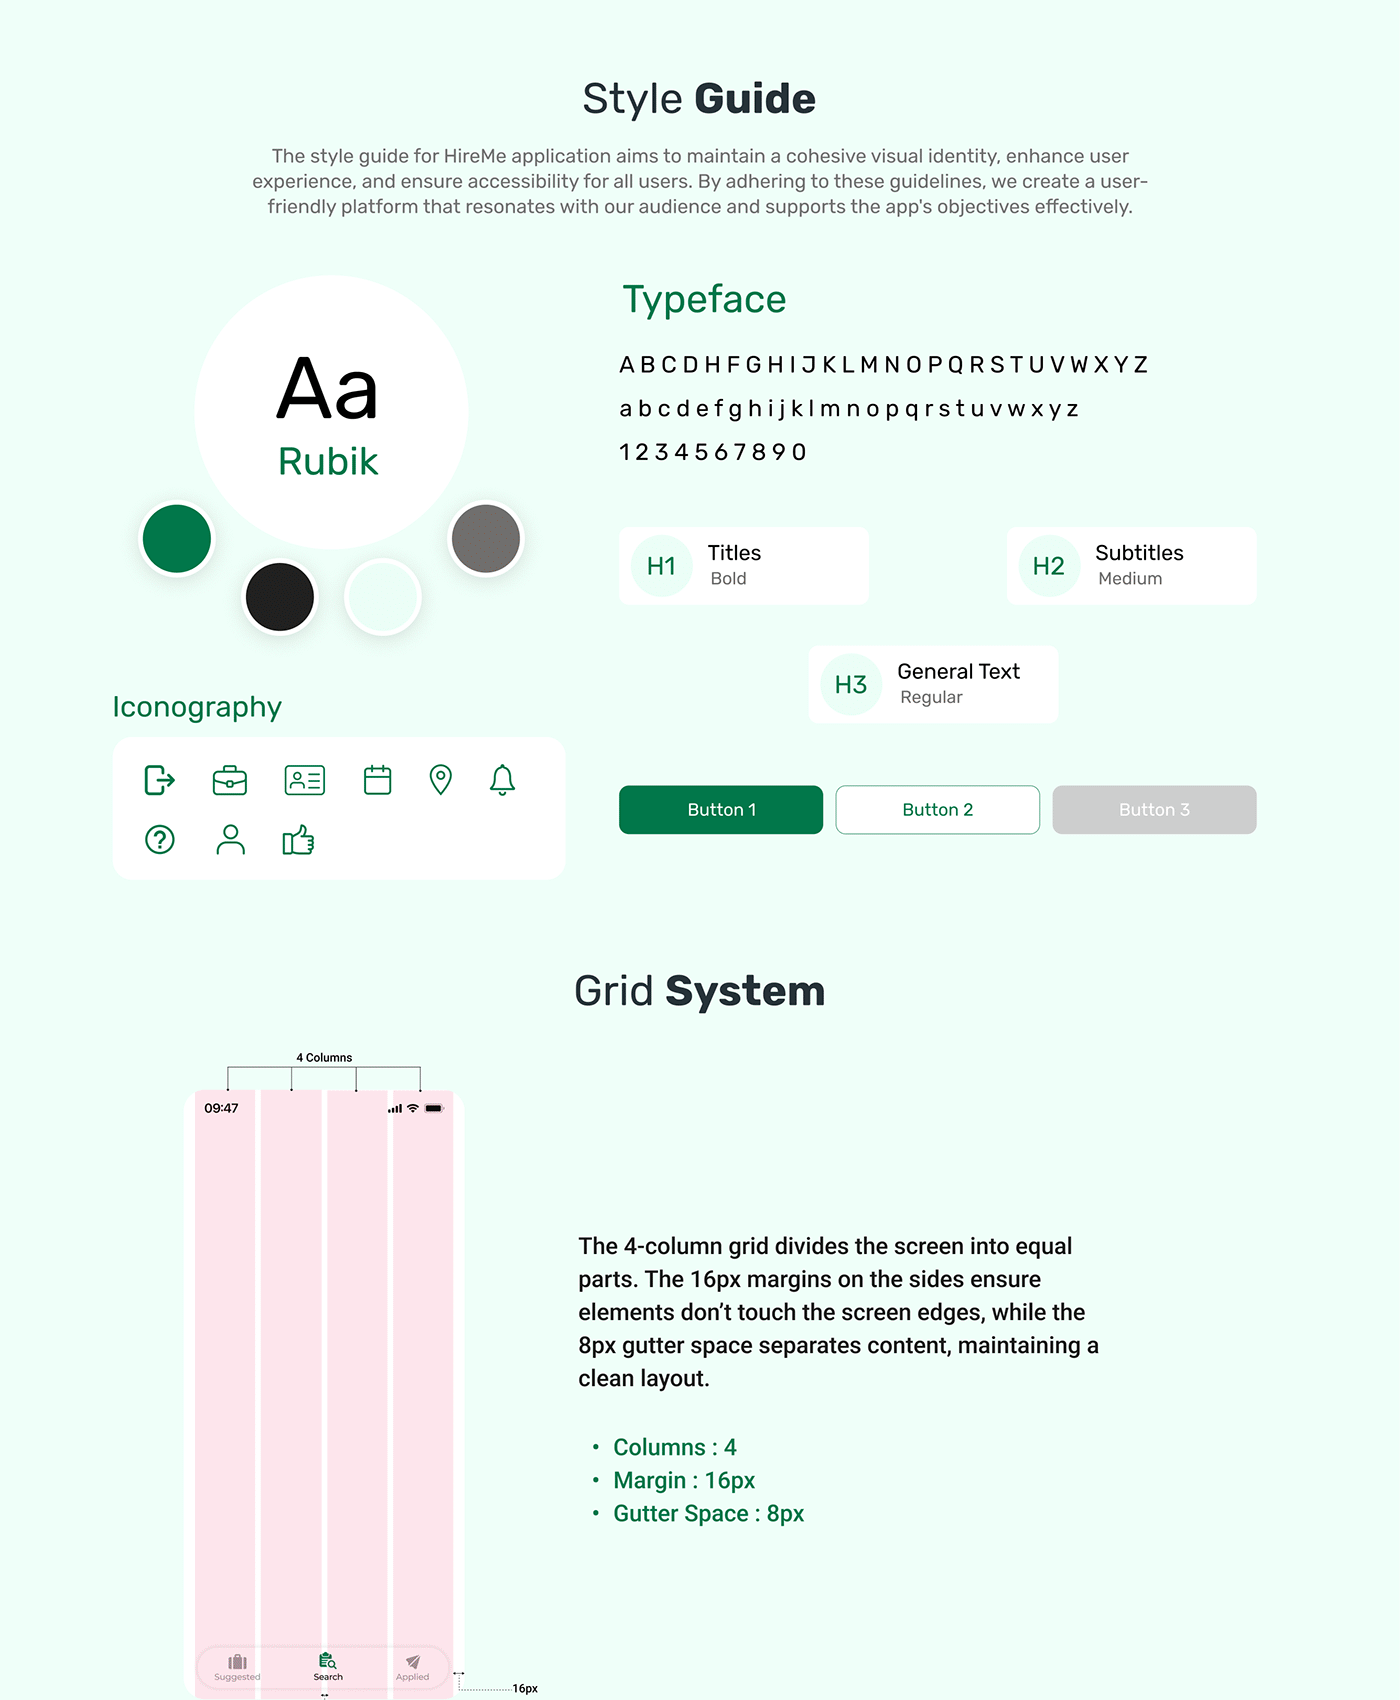 Style Guide
The style guide for HireMe application aims to maintain a cohesive visual identity, enhance user
experience, and ensure accessibility for all users. By adhering to these guidelines, we create a user-
friendly platform that resonates with our audience and supports the app's objectives effectively.
Aa
Rubik
Typeface
A B C D H F G H I J K L M N O P Q R S T U V W X Y Z
a b c d e f g h i j k l m n o p q r s t u v w x y z
1 2 3 4 5 6 7 8 9 0
H1
Titles
Bold
H2
Subtitles
Medium
H3
General Text
Regular
Iconography
Button 1
Button 2
Button 3
Grid System
4 Columns
09:47
The 4-column grid divides the screen into equal
parts. The 16px margins on the sides ensure
elements don’t touch the screen edges, while the
8px gutter space separates content, maintaining a
clean layout.
• Columns : 4
• Margin : 16px
• Gutter Space : 8px
Suggested
Search
Applied
16px